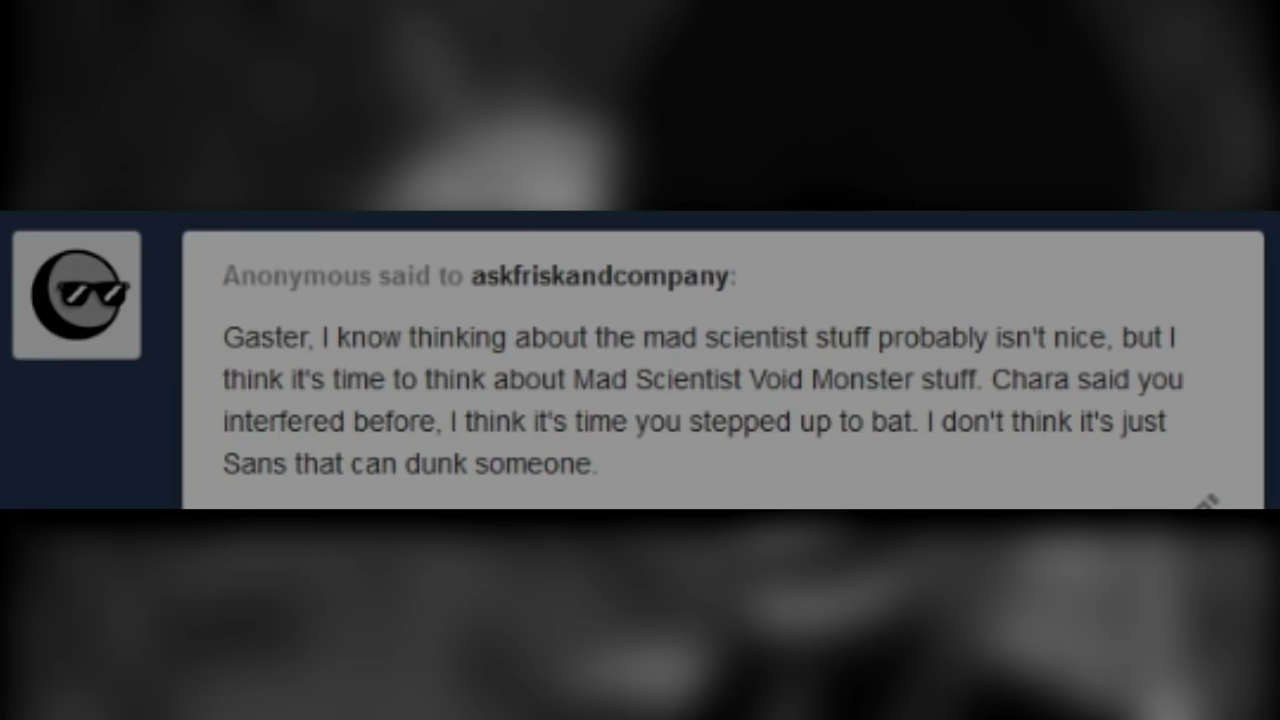 Anonymous said to askfriskandcompany:
Gaster, I know thinking about the mad scientist stuff probably isn't nice, but I
think it's time to think about Mad Scientist Void Monster stuff. Chara said you
interfered before, I think it's time you stepped up to bat. I don't think it's just
Sans that can dunk someone.